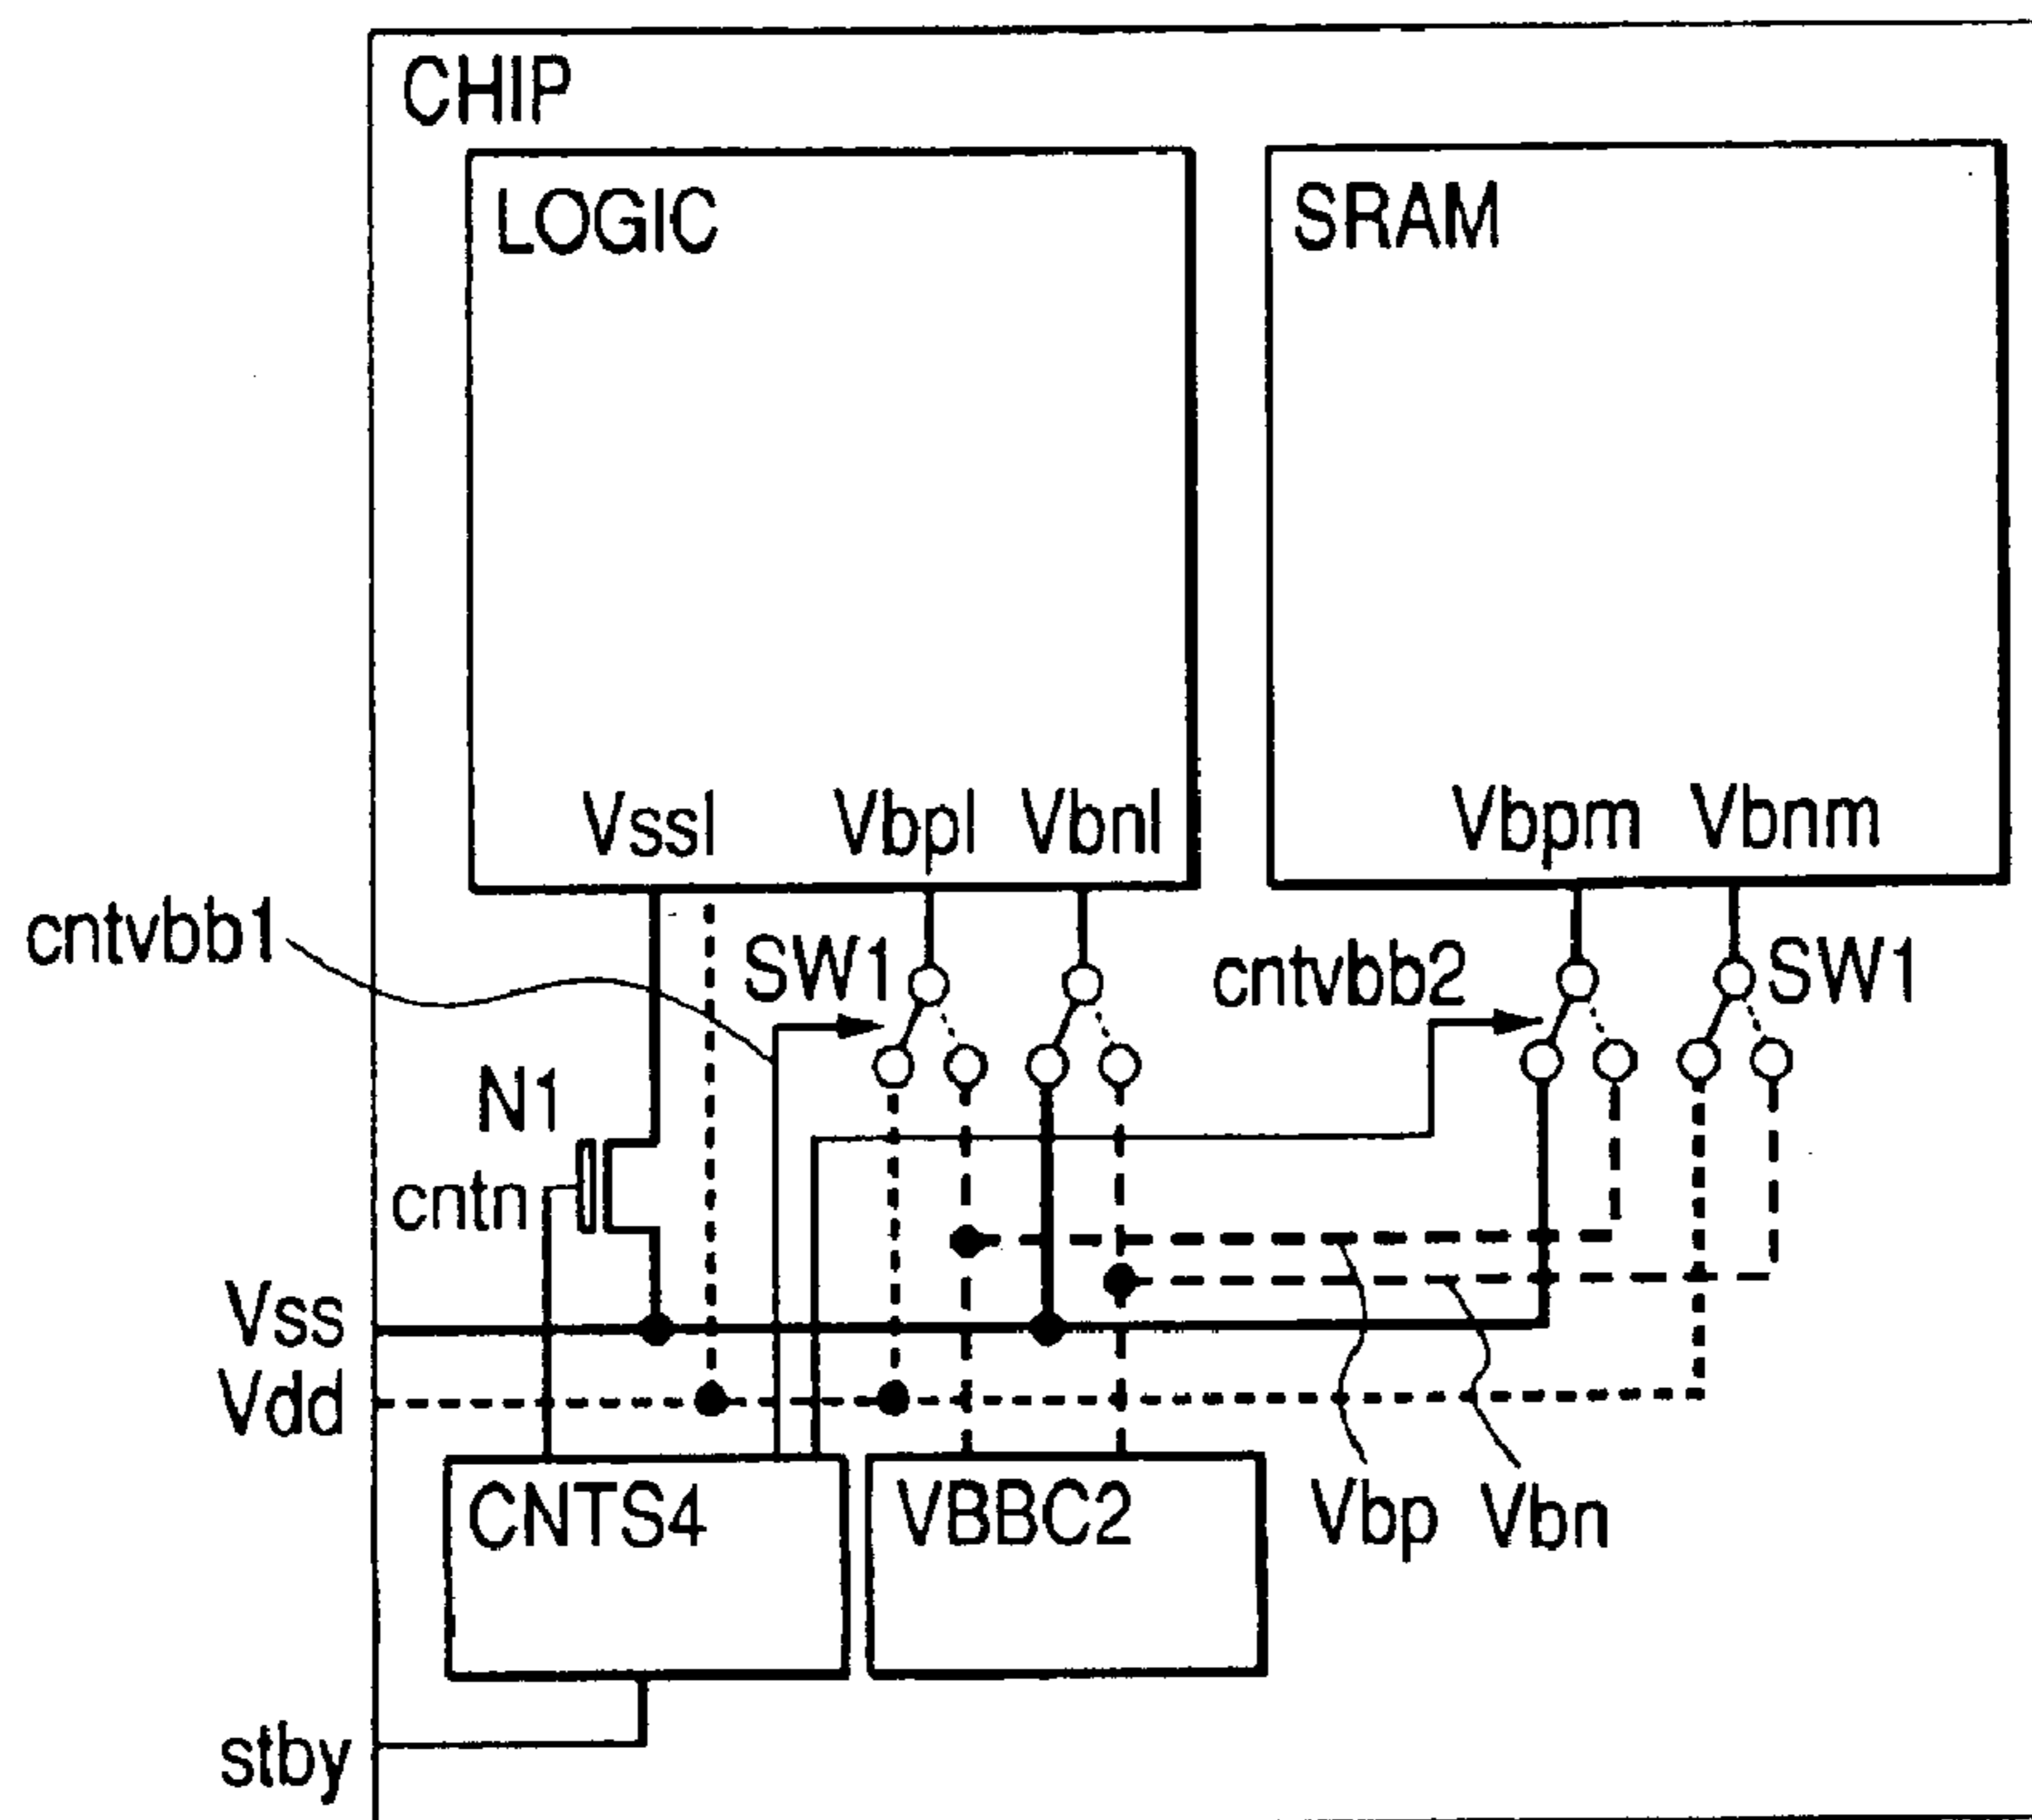 CHIP
LOGIC
SRAM
Vssl
Vbpl
Vbnl
Vbpm
Vbnm
cntvbb1
SW1
cntvbb2
SW1
N1
cntn
Vss
Vdd
CNTS4
VBBC2
Vbp
Vbn
stby